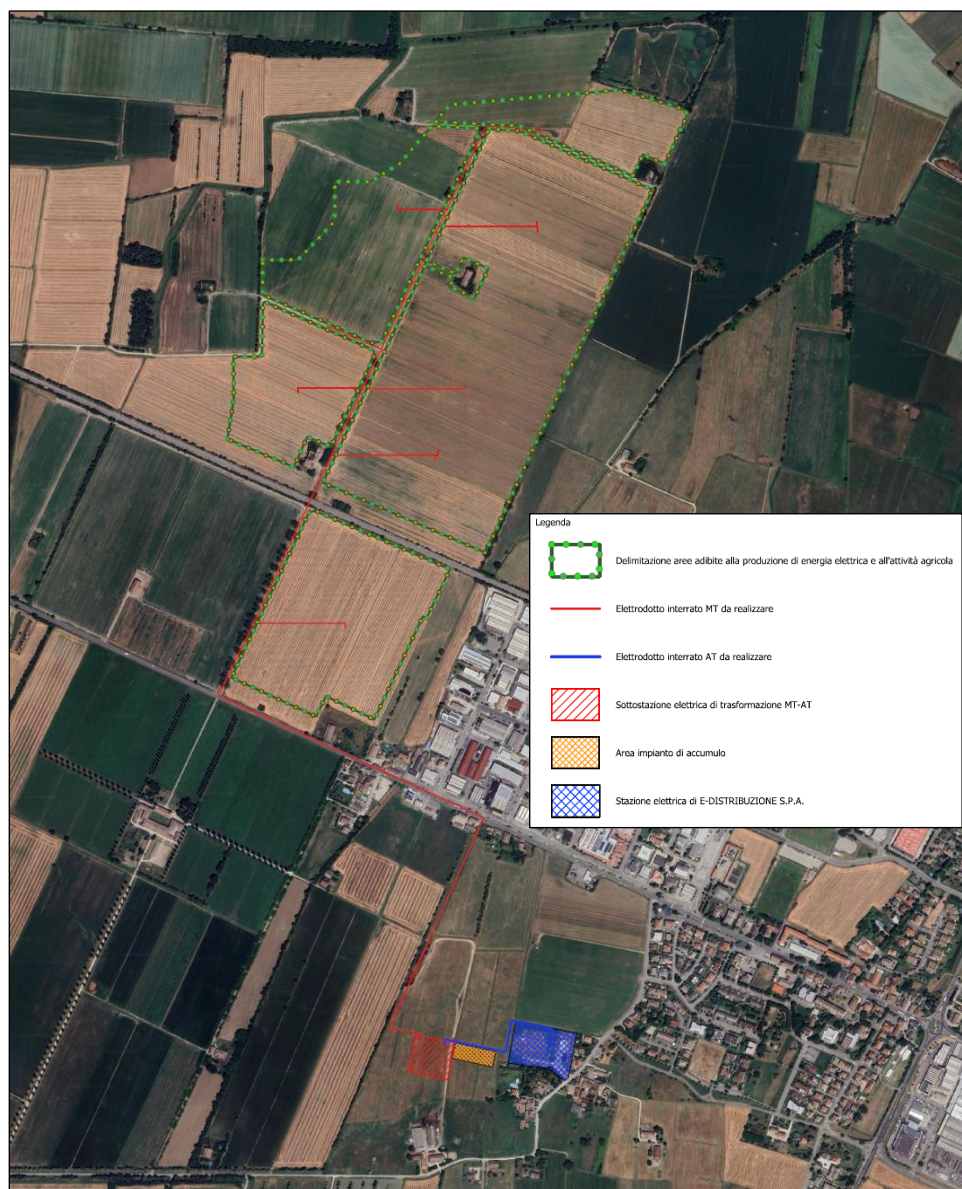 Legenda
Delimitazione aree adibite alla produzione di energia elettrica e all'attività agricola
Elettrodotto interrato MT da realizzare
Elettrodotto interrato AT da realizzare
Sottostazione elettrica di trasformazione MT-AT
Area impianto di accumulo
Stazione elettrica di E-DISTRIBUZIONE S.P.A.